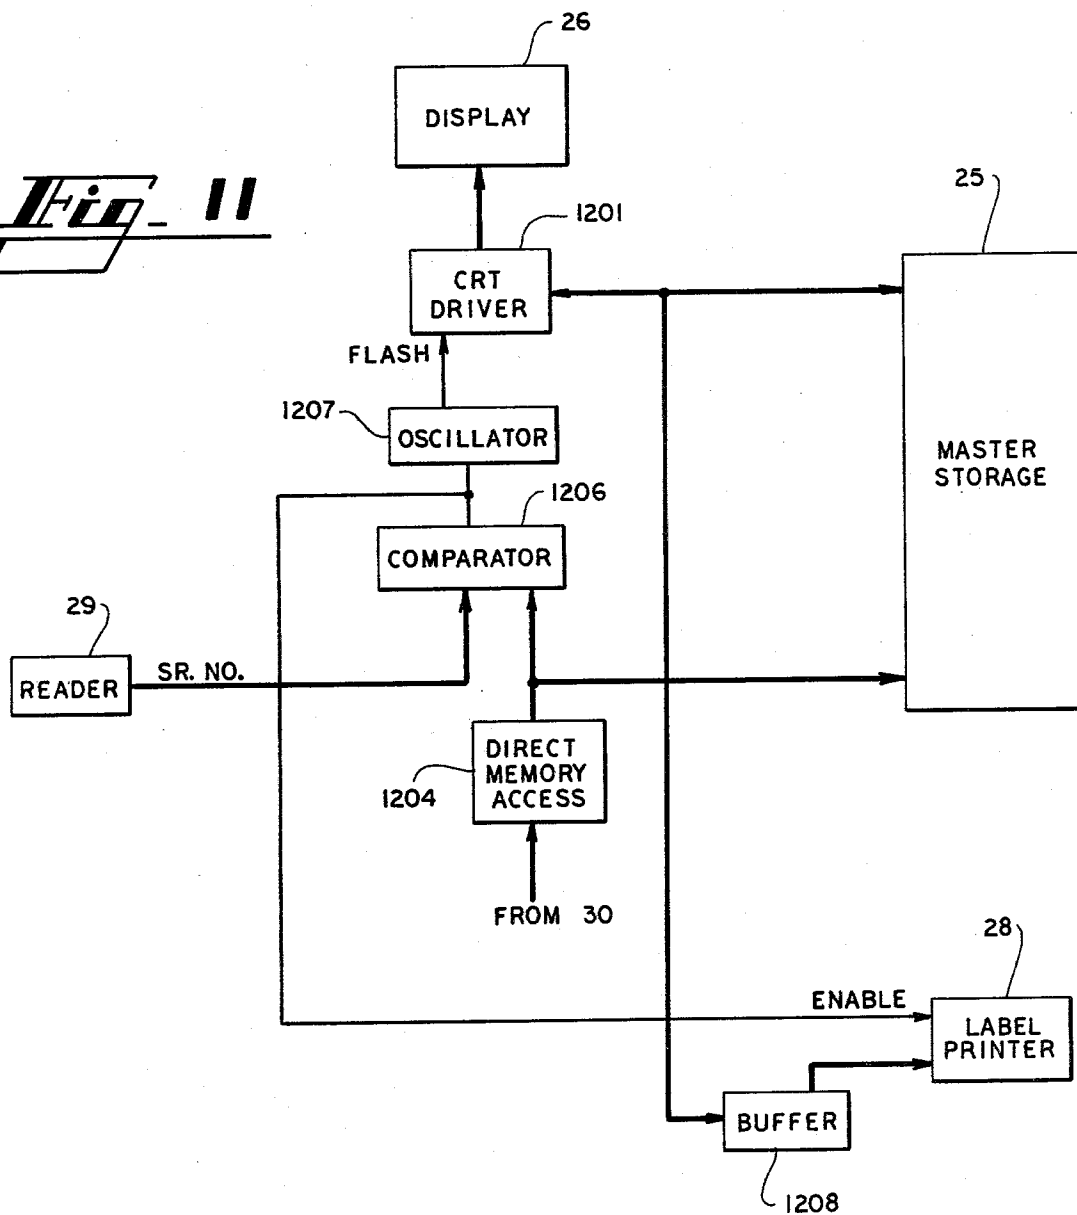 26
DISPLAY
Fig. 11
25
1201
CRT
DRIVER
FLASH
1207
OSCILLATOR
MASTER
STORAGE
1206
COMPARATOR
29
SR. NO.
READER
DIRECT
MEMORY
ACCESS
1204
FROM 30
28
ENABLE
LABEL
PRINTER
BUFFER
1208